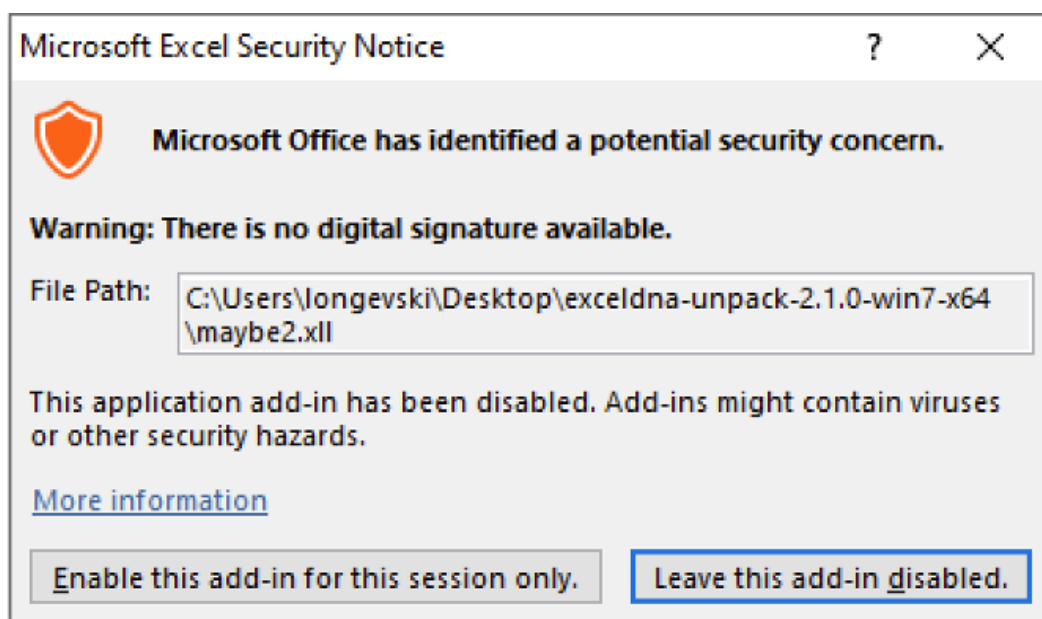 Microsoft Excel Security Notice ? ×
Microsoft Office has identified a potential security concern.
Warning: There is no digital signature available.
File Path: C:\Users\longevski\Desktop\exceldna-unpack-2.1.0-win7-x64
\maybe2.xll
This application add-in has been disabled. Add-ins might contain viruses
or other security hazards.
More information
Enable this add-in for this session only. Leave this add-in disabled.